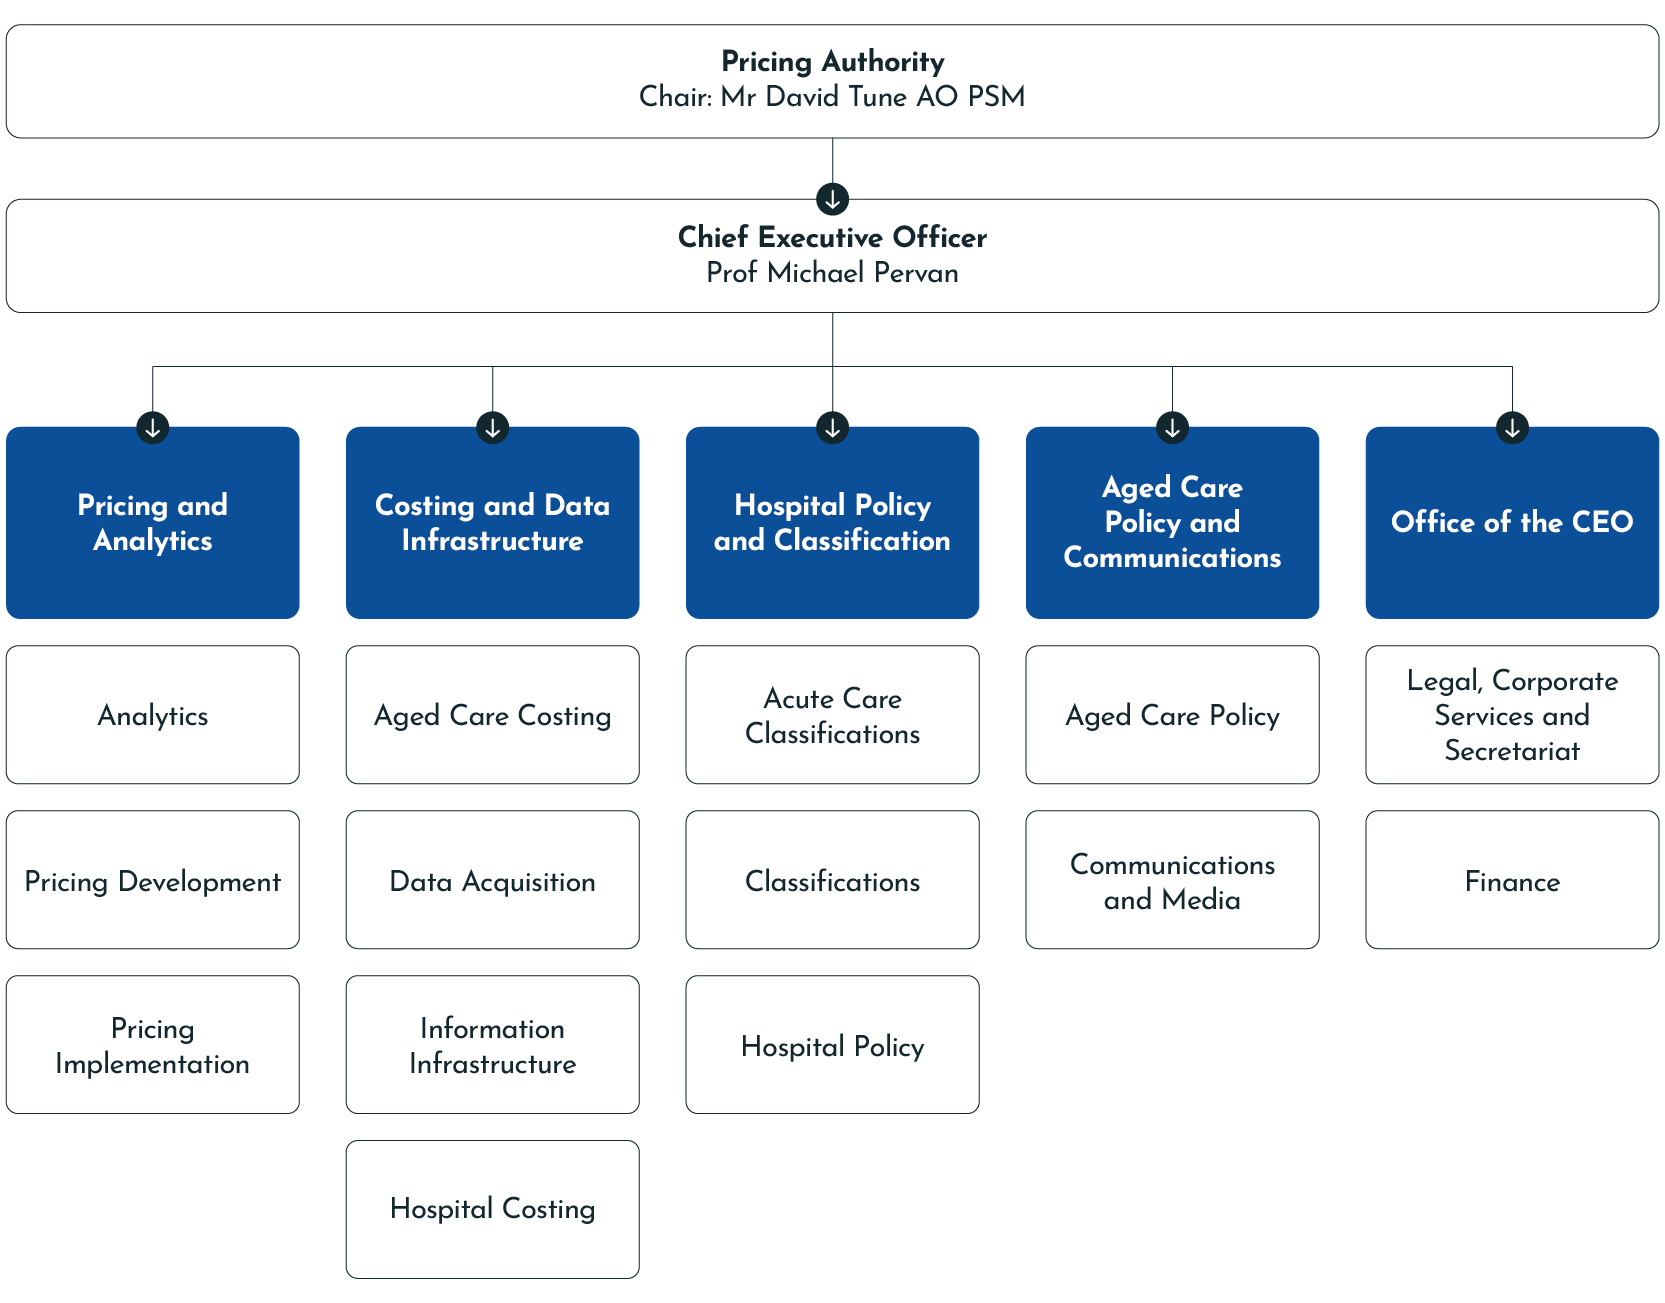 Pricing Authority
Chair: Mr David Tune AO PSM
Chief Executive Officer
Prof Michael Pervan
Pricing and
Analytics
Costing and Data
Infrastructure
Hospital Policy
and Classification
Aged Care
Policy and
Communications
Office of the CEO
Analytics
Aged Care Costing
Acute Care
Classifications
Aged Care Policy
Legal, Corporate
Services and
Secretariat
Pricing Development
Data Acquisition
Classifications
Communications
and Media
Finance
Pricing
Implementation
Information
Infrastructure
Hospital Policy
Hospital Costing